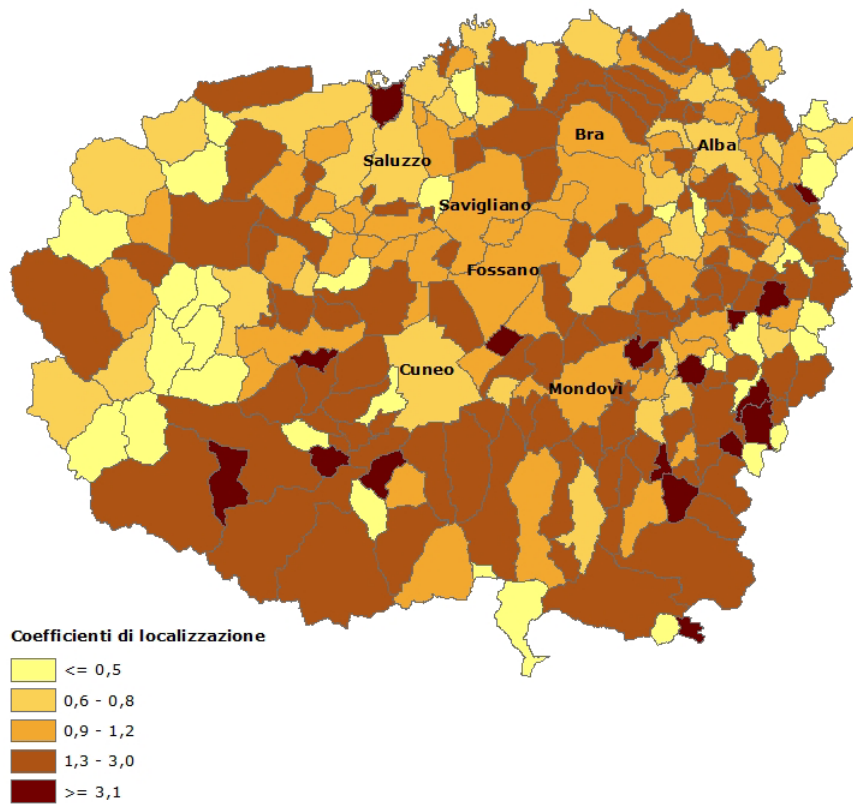 Bra
Alba
Saluzzo
Savigliano
Fossano
Cuneo
Mondovì
Coefficienti di localizzazione
<= 0,5
0,6 - 0,8
0,9 - 1,2
1,3 - 3,0
>= 3,1